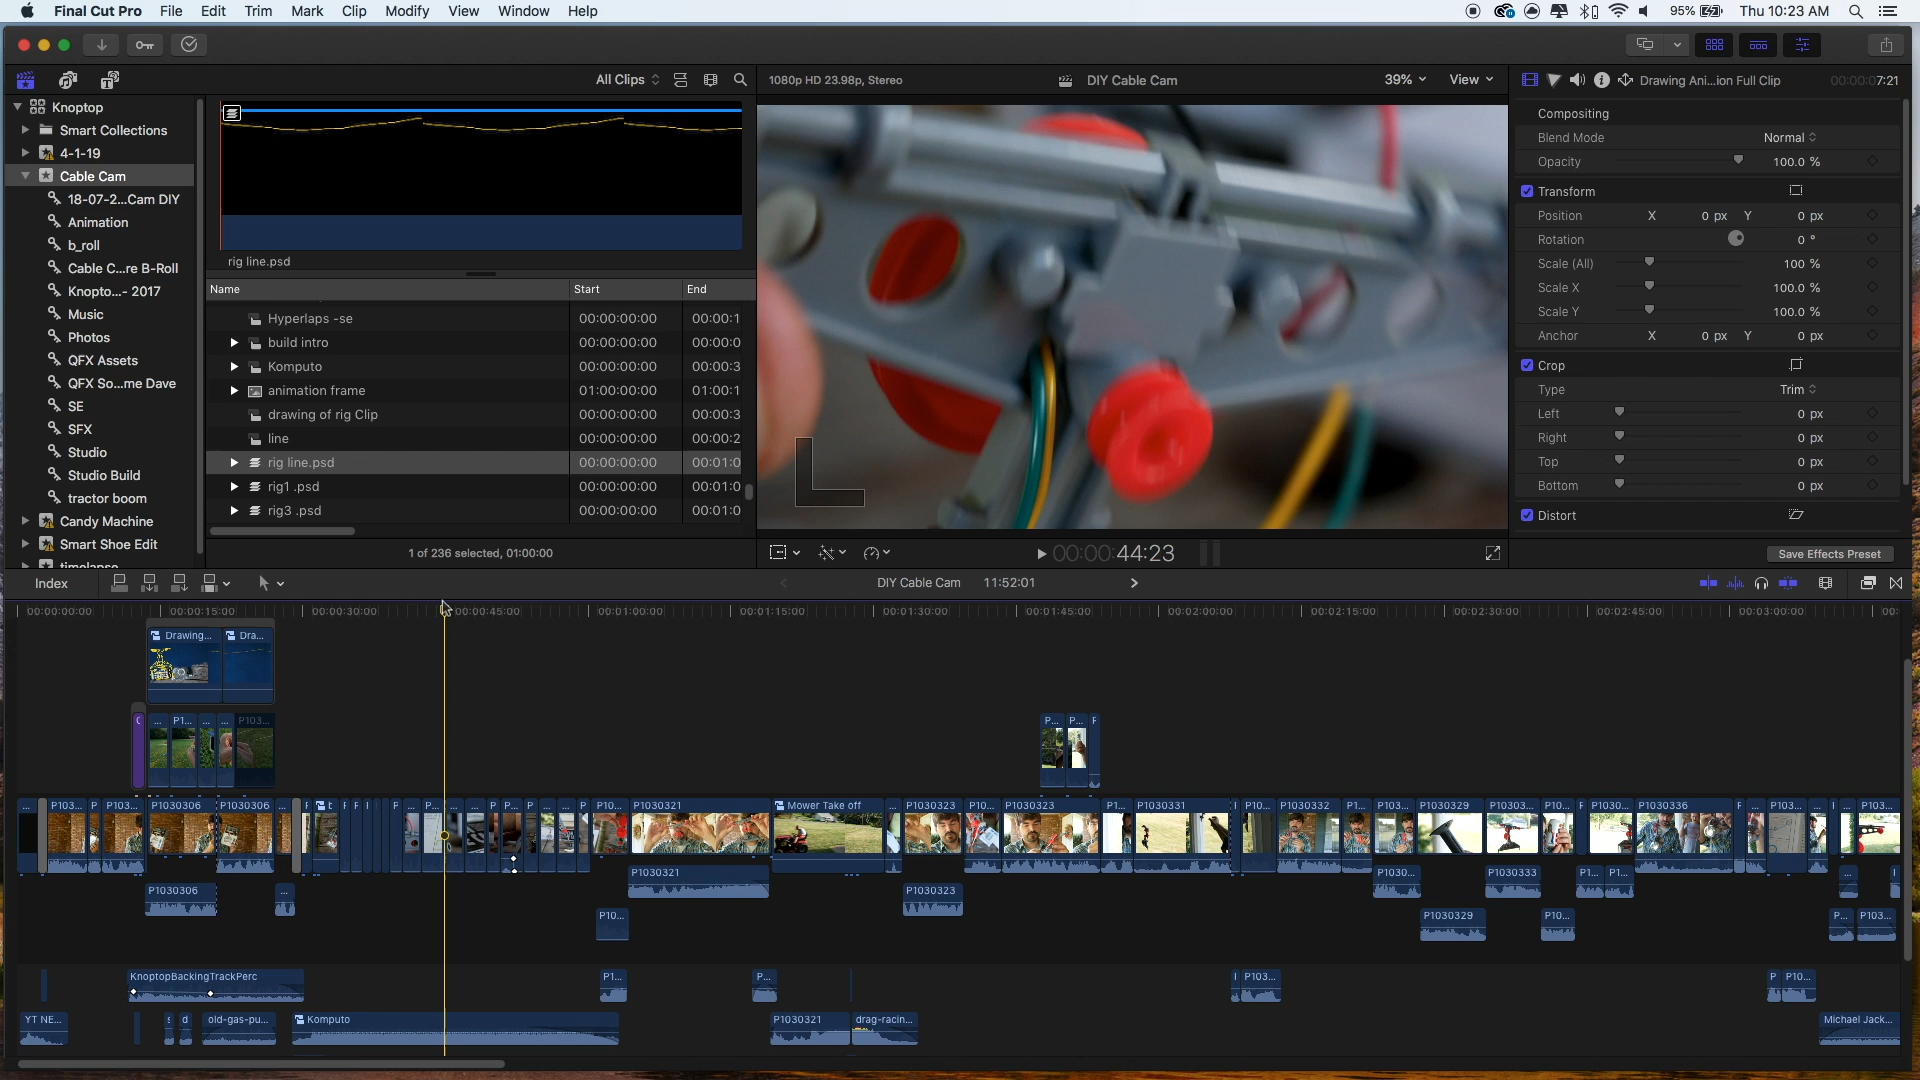 Final Cut Pro File Edit Trim Mark Clip Modify View Window Help 95% Thu 10:23 AM
All Clips 1080p HD 23.98p, Stereo DIY Cable Cam 39% View Drawing Ani...ion Full Clip 00:00:07:21
Knoptop
Smart Collections
4-1-19
Cable Cam
18-07-2...Cam DIY
Animation
b_roll
Cable C...re B-Roll
Knopto...- 2017
Music
Photos
QFX Assets
QFX So...me Dave
SE
SFX
Studio
Studio Build
tractor boom
Candy Machine
Smart Shoe Edit
timelapse
rig line.psd
Name Start End
Hyperlaps -se 00:00:00:00 00:00:1
build intro 00:00:00:00 00:00:0
Komputo 00:00:00:00 00:00:3
animation frame 01:00:00:00 01:00:1
drawing of rig Clip 00:00:00:00 00:00:3
line 00:00:00:00 00:00:2
rig line.psd 00:00:00:00 00:01:0
rig1 .psd 00:00:00:00 00:01:0
rig3 .psd 00:00:00:00 00:01:0
1 of 236 selected, 01:00:00
00:00:44:23
Compositing
Blend Mode Normal
Opacity 100.0 %
Transform
Position X 0 px Y 0 px
Rotation 0 °
Scale (All) 100 %
Scale X 100.0 %
Scale Y 100.0 %
Anchor X 0 px Y 0 px
Crop
Type Trim
Left 0 px
Right 0 px
Top 0 px
Bottom 0 px
Distort
Save Effects Preset
Index DIY Cable Cam 11:52:01
00:00:00:00 00:00:15:00 00:00:30:00 00:00:45:00 00:01:00:00 00:01:15:00 00:01:30:00 00:01:45:00 00:02:00:00 00:02:15:00 00:02:30:00 00:02:45:00 00:03:00:00 00:
Drawing... Dra...
C ... P1... ... ... P103... P... P... F
... P103... P P103... P1030306 P1030306 ... F t F F I F ... P... ... ... P P... P ... ... P P10... P1030321 Mower Take off ... P1030323 P10... P1030323 P1... P1030331 I P10... P1030332 P1... P103... P1030329 P10303... P10... F P1030... P1030336 F ... P103... ... I ... P103...
P1030321 P1030... P1030333 P1... P1... ... I
P1030306 ... P1030323
P10... P1030329 P10... P... P103...
KnoptopBackingTrackPerc P1... P... I P103... P P10...
YT NE... s d old-gas-pu... Komputo P1030321 drag-racin... Michael Jack...